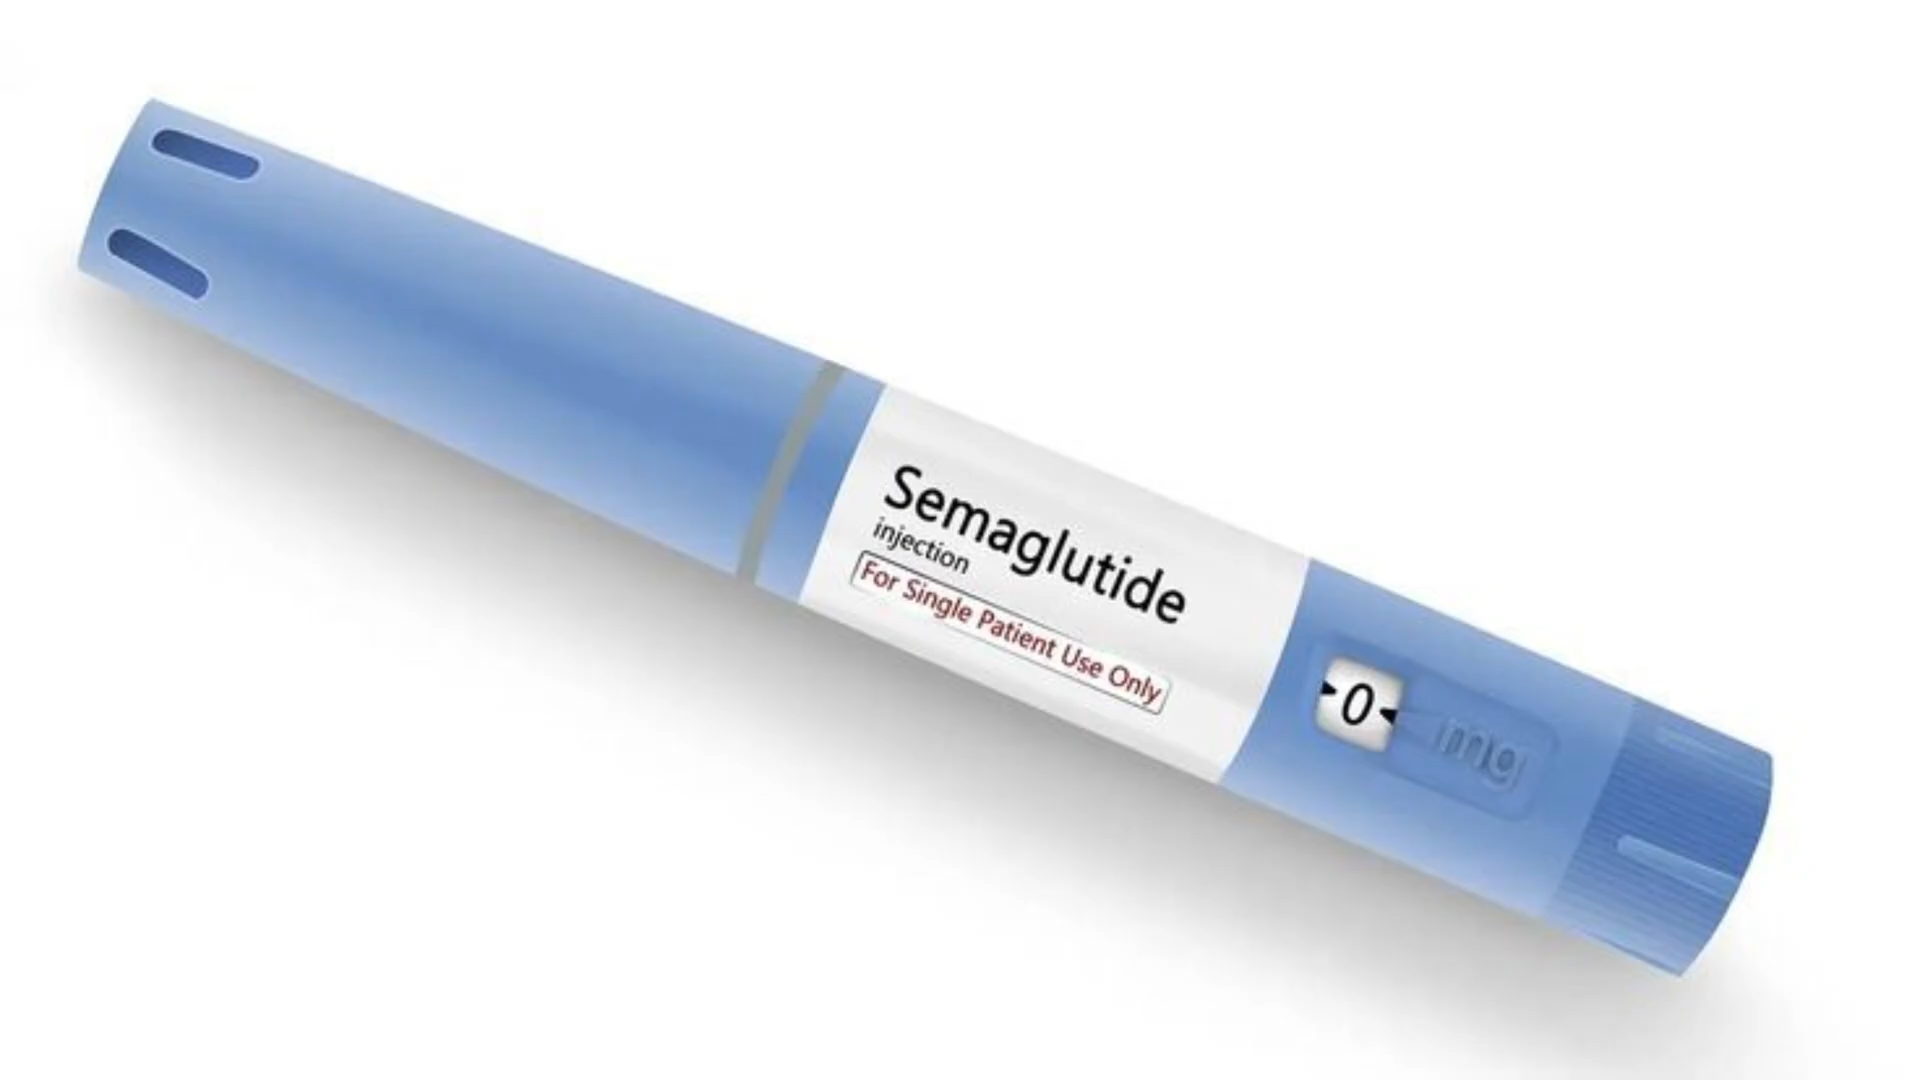 Semaglutide
injection
For Single Patient Use Only
0
mg